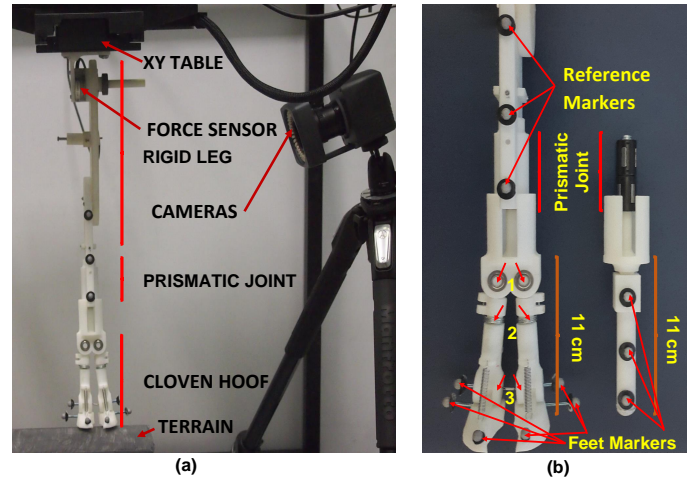 XY TABLE
FORCE SENSOR
RIGID LEG
CAMERAS
PRISMATIC JOINT
CLOVEN HOOF
TERRAIN
Manfrotto
(a)
Reference
Markers
Prismatic
Joint
1
2
3
11 cm
11 cm
Feet Markers
(b)